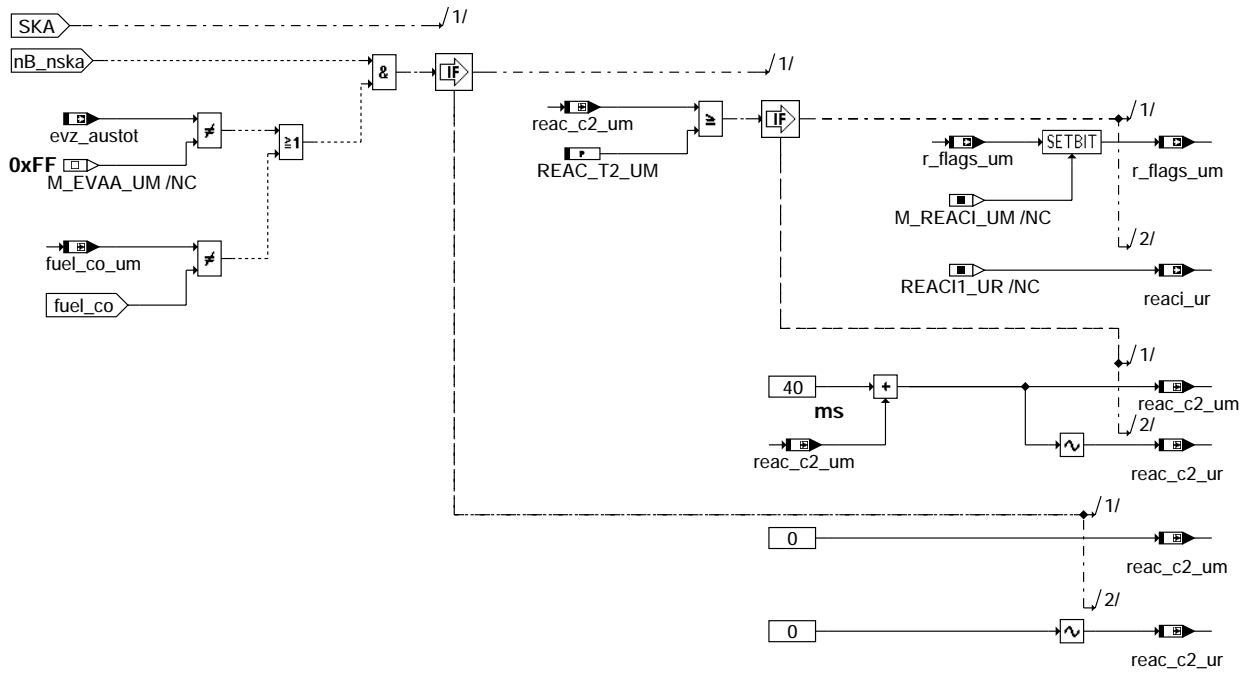 SKA
/1/
nB_nska
&
IF
/1/
evz_austot
≠
≥1
0xFF
M_EVAA_UM /NC
fuel_co_um
≠
fuel_co
reac_c2_um
≥
IF
REAC_T2_UM
P
/1/
r_flags_um
SETBIT
r_flags_um
M_REACI_UM /NC
/2/
REACI1_UR /NC
reaci_ur
/1/
40
+
ms
reac_c2_um
reac_c2_um
/2/
reac_c2_ur
/1/
0
reac_c2_um
/2/
0
reac_c2_ur